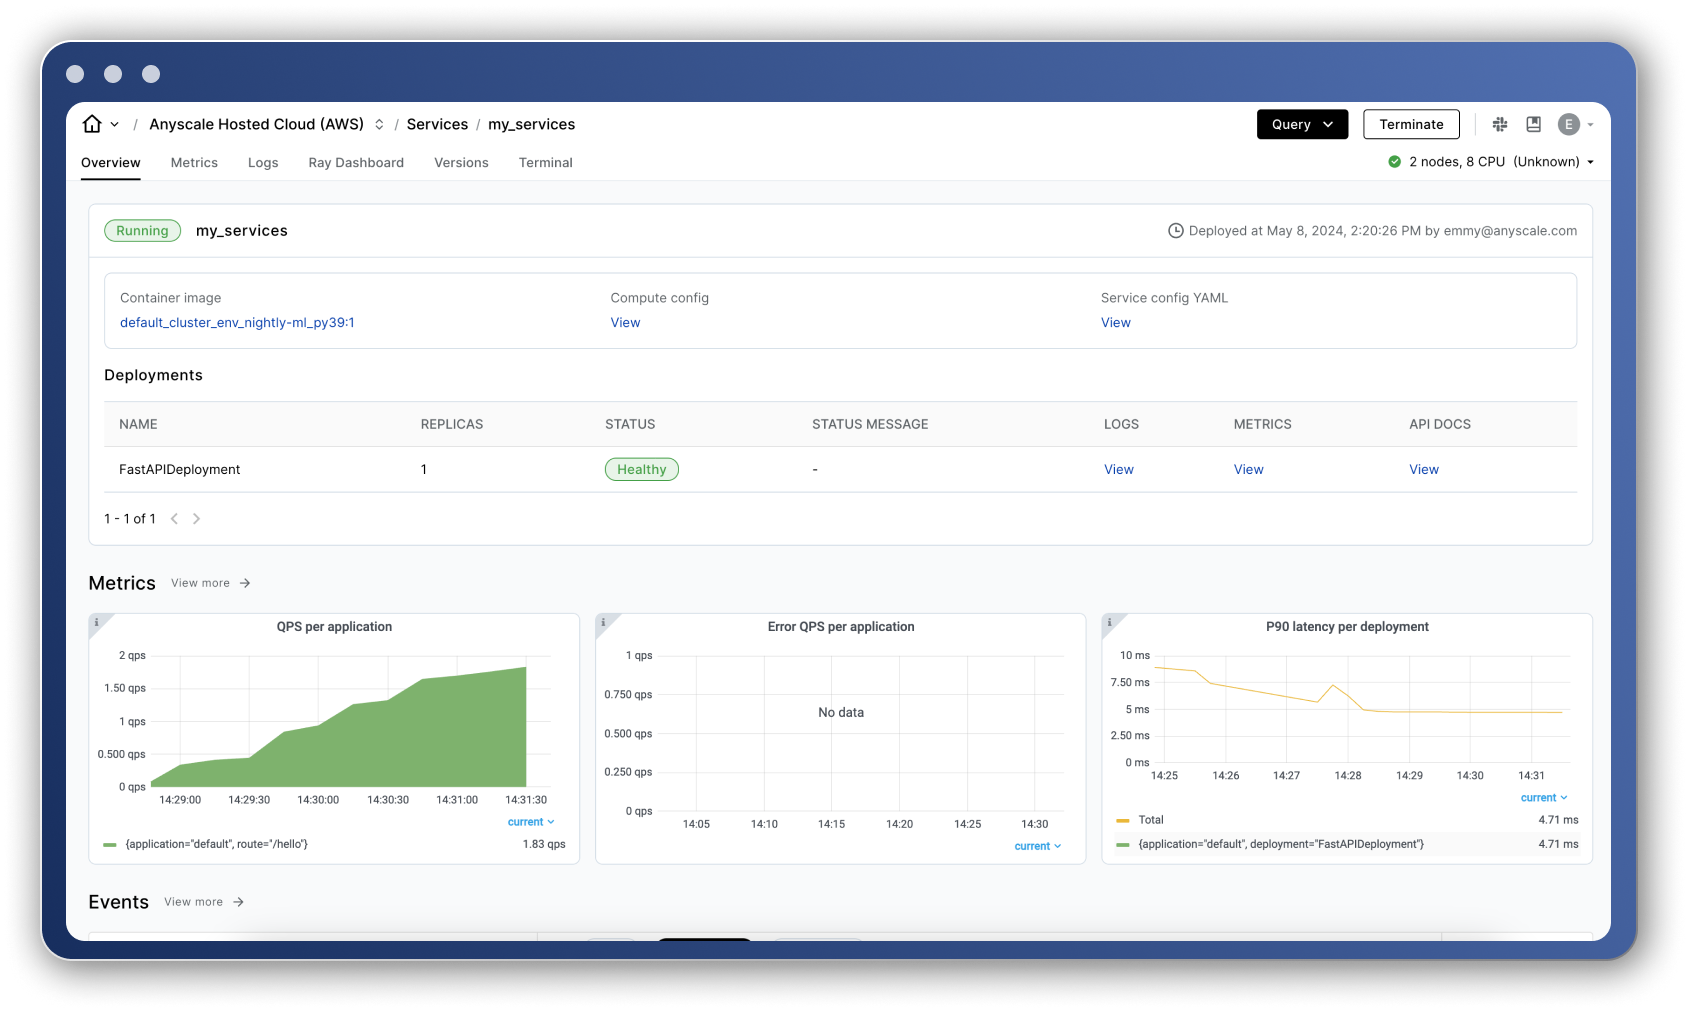 / Anyscale Hosted Cloud (AWS) / Services / my_services
Query
Terminate
E
Overview Metrics Logs Ray Dashboard Versions Terminal
2 nodes, 8 CPU (Unknown)
Running my_services
Deployed at May 8, 2024, 2:20:26 PM by emmy@anyscale.com
Container image Compute config Service config YAML
default_cluster_env_nightly-ml_py39:1 View View
Deployments
NAME REPLICAS STATUS STATUS MESSAGE LOGS METRICS API DOCS
FastAPIDeployment 1 Healthy - View View View
1 - 1 of 1
Metrics View more
i
QPS per application
2 qps
1.50 qps
1 qps
0.500 qps
0 qps
14:29:00 14:29:30 14:30:00 14:30:30 14:31:00 14:31:30
current
{application="default", route="/hello"} 1.83 qps
i
Error QPS per application
1 qps
0.750 qps
No data
0.500 qps
0.250 qps
0 qps
14:05 14:10 14:15 14:20 14:25 14:30
current
i
P90 latency per deployment
10 ms
7.50 ms
5 ms
2.50 ms
0 ms
14:25 14:26 14:27 14:28 14:29 14:30 14:31
current
Total 4.71 ms
{application="default", deployment="FastAPIDeployment"} 4.71 ms
Events View more